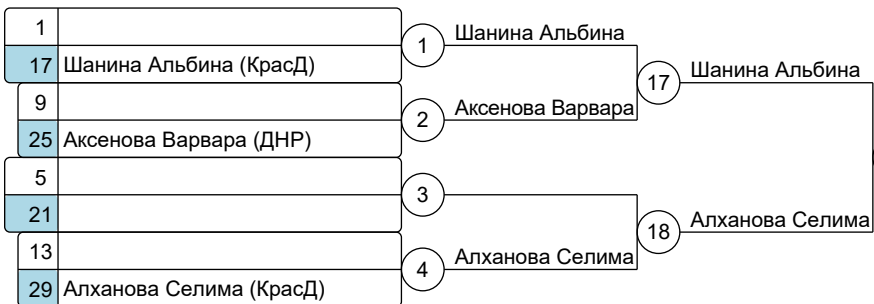 1
17 Шанина Альбина (КрасД)
9
25 Аксенова Варвара (ДНР)
5
21
13
29 Алханова Селима (КрасД)
1 Шанина Альбина
2 Аксенова Варвара
3
4 Алханова Селима
17 Шанина Альбина
18 Алханова Селима